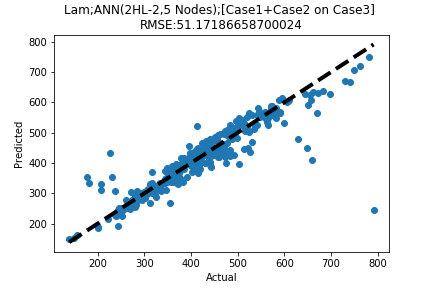 Lam;ANN(2HL-2,5 Nodes);[Case1+Case2 on Case3]
RMSE:51.17186658700024
800
700
600
500
400
300
200
Predicted
200 300 400 500 600 700 800
Actual